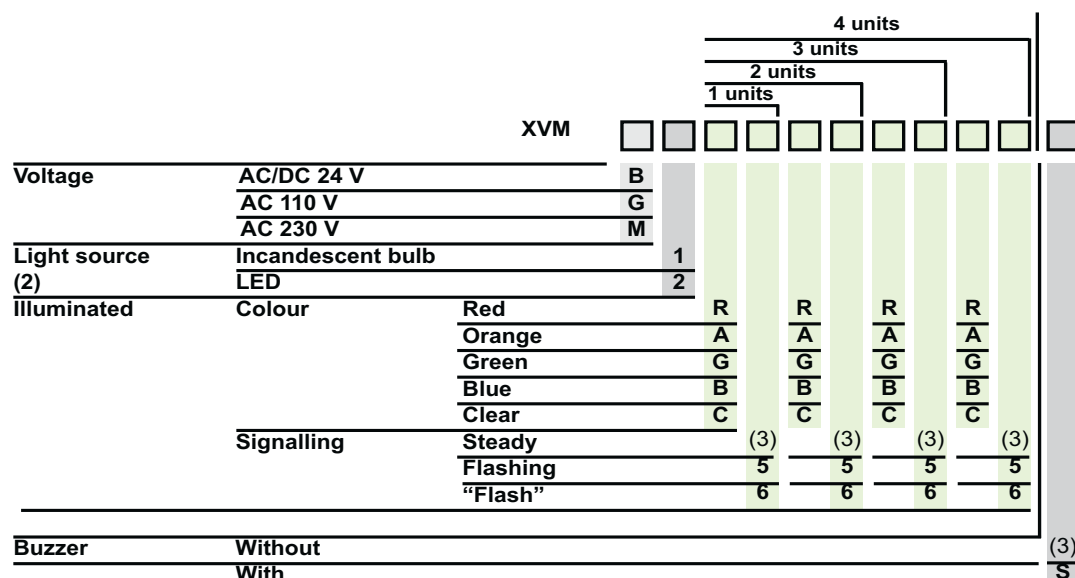 4 units
3 units
2 units
1 units
XVM
Voltage AC/DC 24 V B
AC 110 V G
AC 230 V M
Light source Incandescent bulb 1
(2) LED 2
Illuminated Colour Red R R R R
Orange A A A A
Green G G G G
Blue B B B B
Clear C C C C
Signalling Steady (3) (3) (3) (3)
Flashing 5 5 5 5
“Flash” 6 6 6 6
Buzzer Without (3)
With S